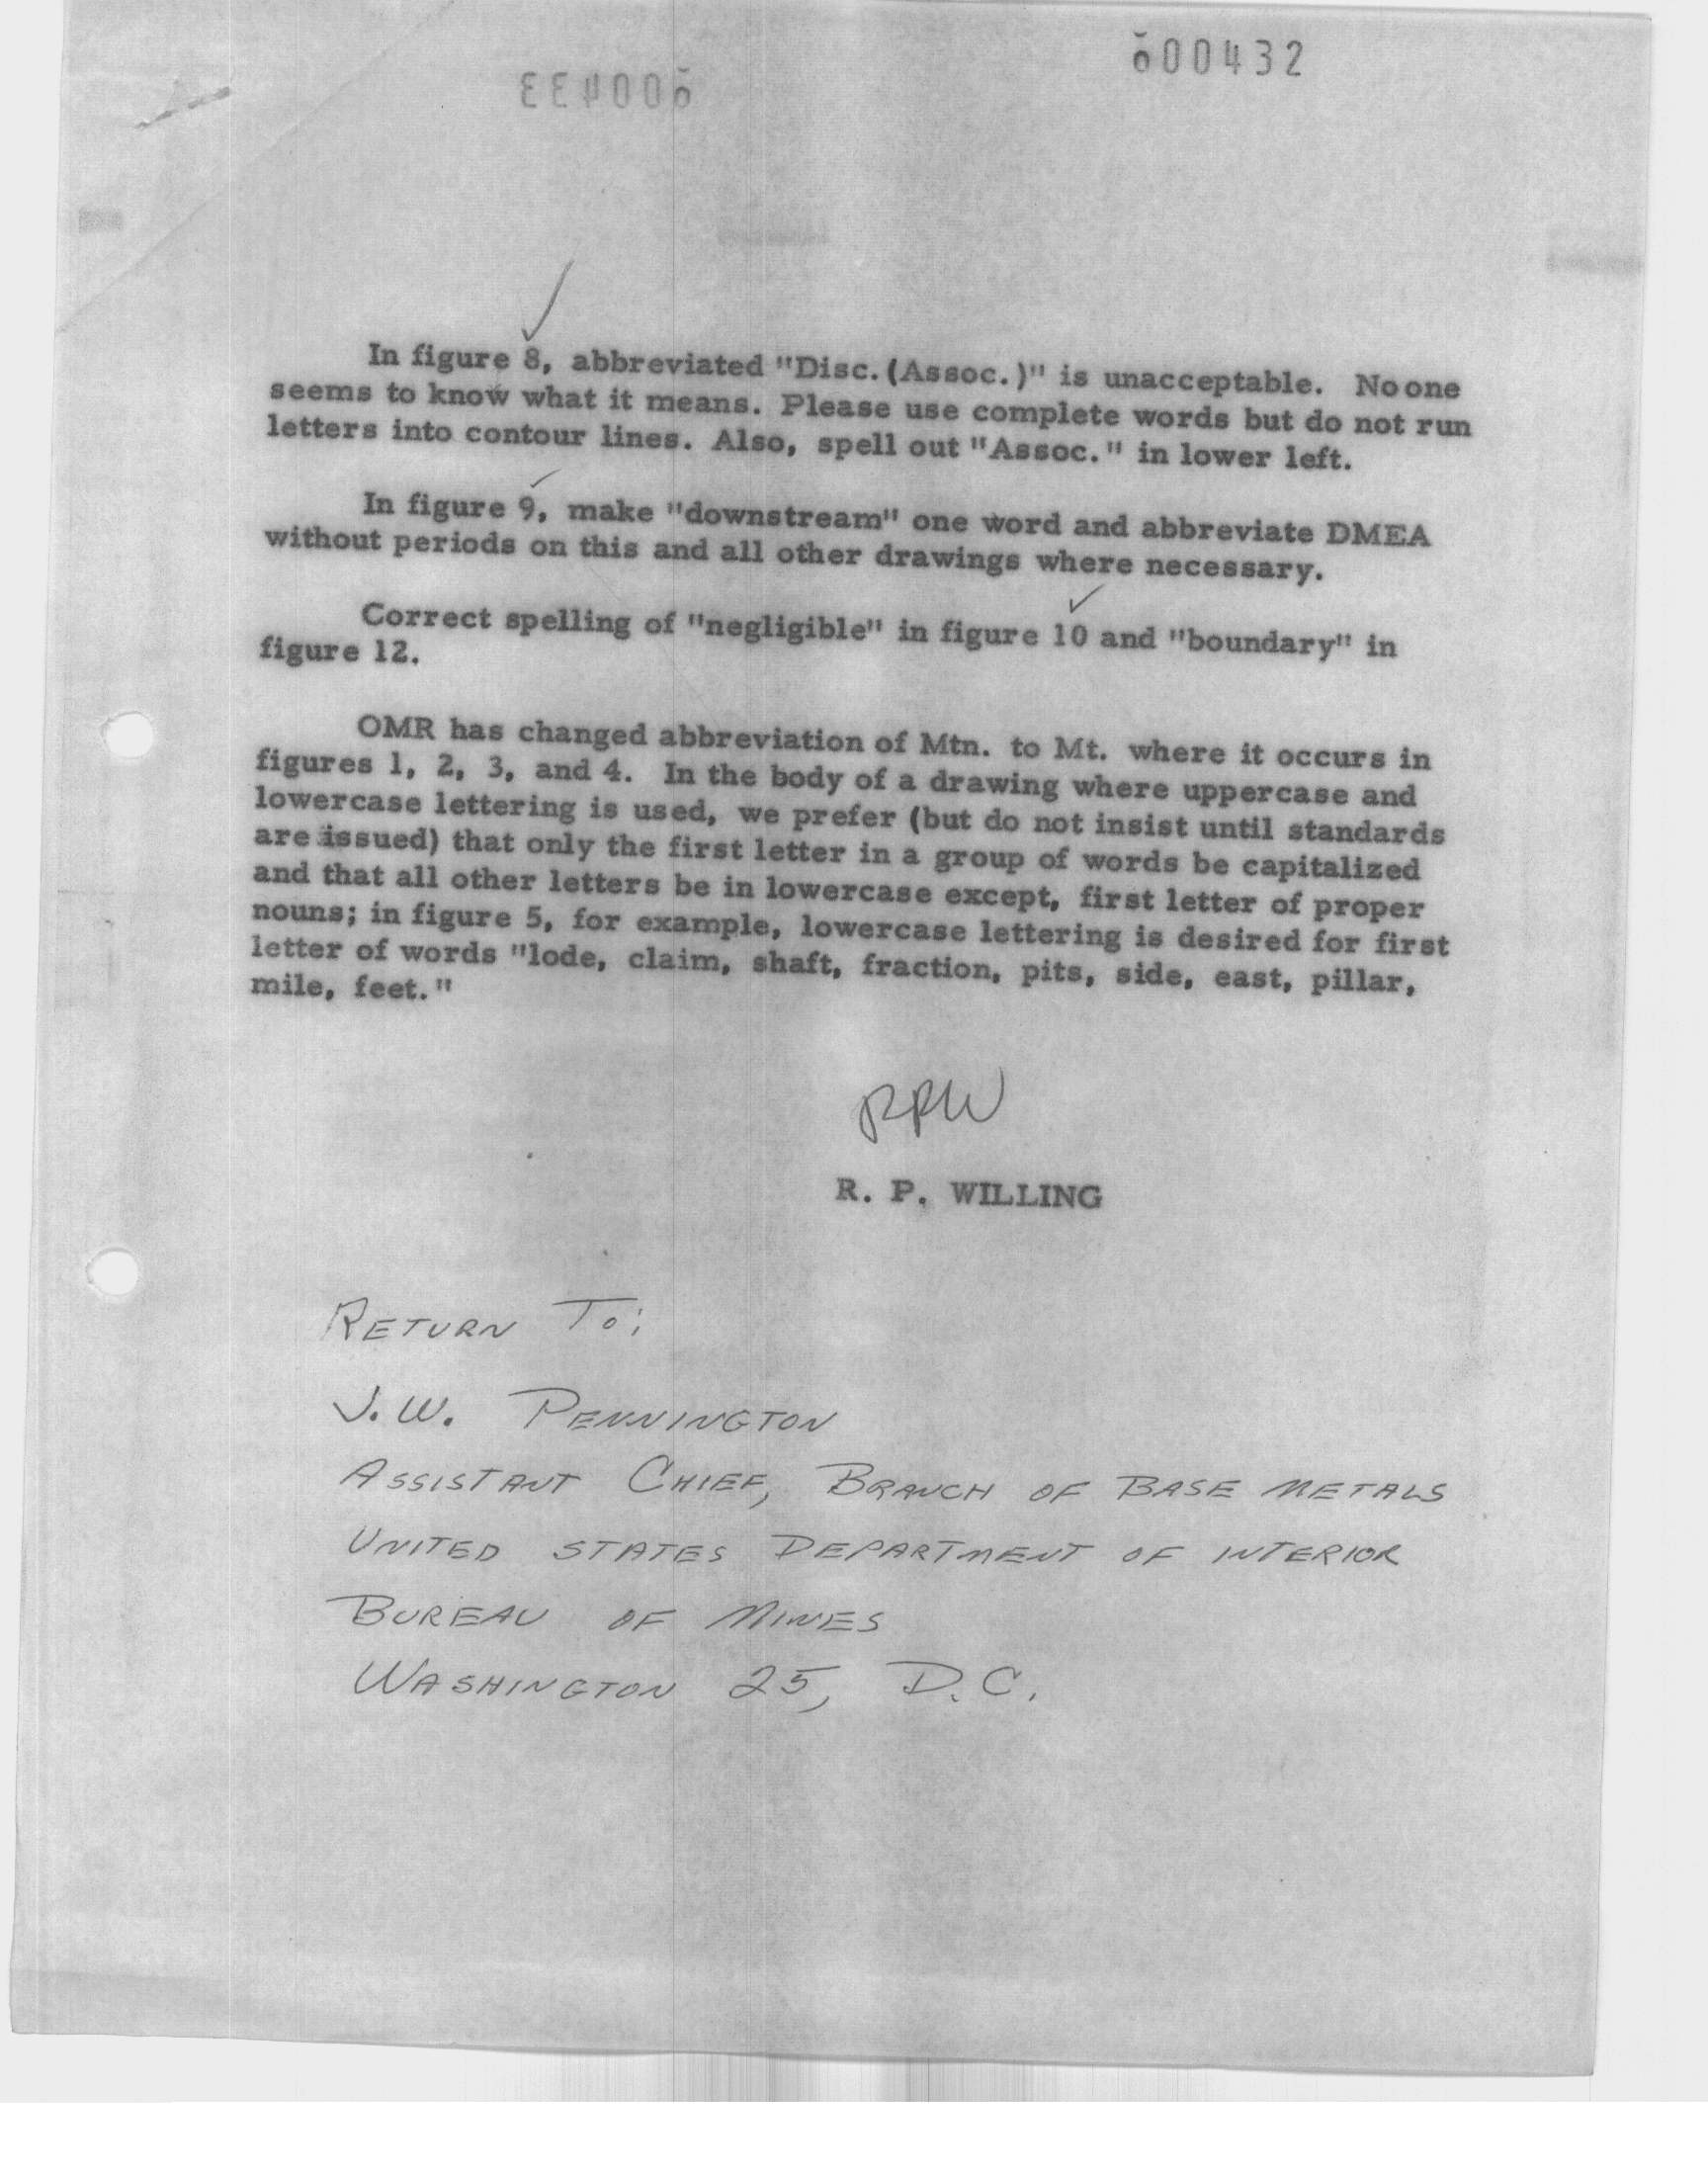 000432
000433
In figure 8, abbreviated "Disc. (Assoc.)" is unacceptable. No one
seems to know what it means. Please use complete words but do not run
letters into contour lines. Also, spell out "Assoc." in lower left.
In figure 9, make "downstream" one word and abbreviate DMEA
without periods on this and all other drawings where necessary.
Correct spelling of "negligible" in figure 10 and "boundary" in
figure 12.
OMR has changed abbreviation of Mtn. to Mt. where it occurs in
figures 1, 2, 3, and 4. In the body of a drawing where uppercase and
lowercase lettering is used, we prefer (but do not insist until standards
are issued) that only the first letter in a group of words be capitalized
and that all other letters be in lowercase except, first letter of proper
nouns; in figure 5, for example, lowercase lettering is desired for first
letter of words "lode, claim, shaft, fraction, pits, side, east, pillar,
mile, feet."
RPW
R. P. WILLING
RETURN TO:
J.W. PENNINGTON
ASSISTANT CHIEF, BRANCH OF BASE METALS
UNITED STATES DEPARTMENT OF INTERIOR
BUREAU OF MINES
WASHINGTON 25, D.C.